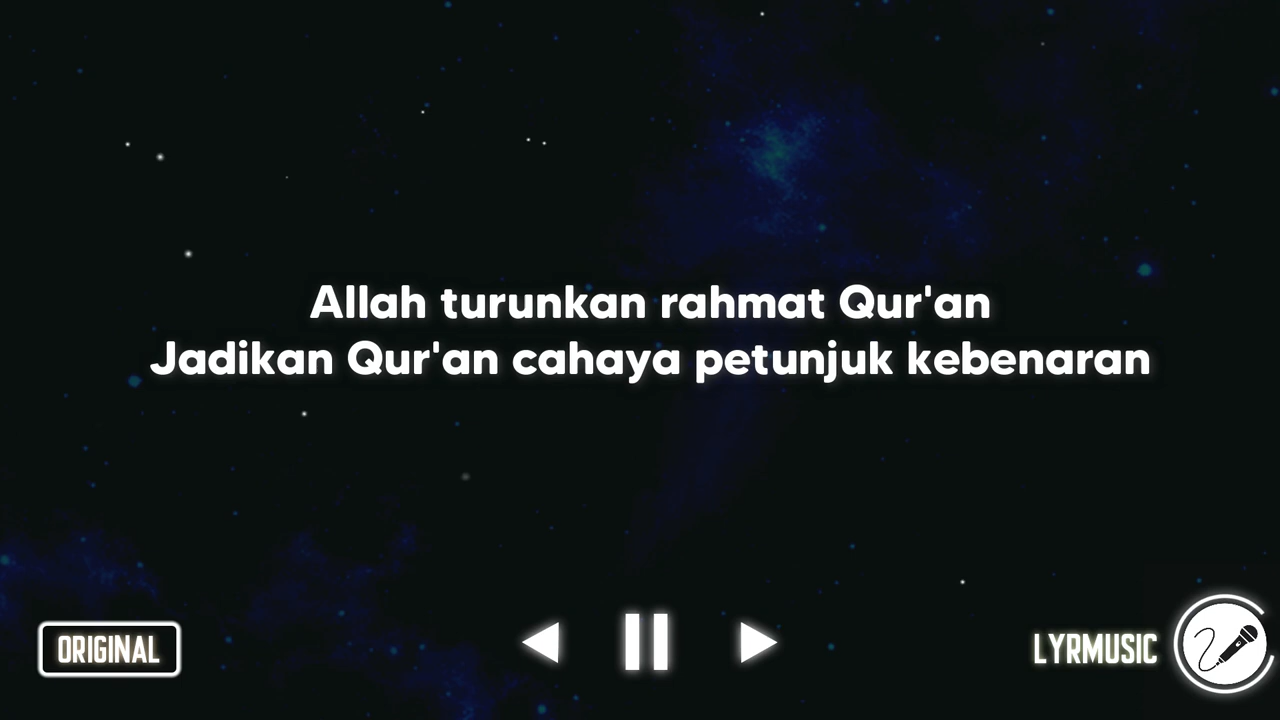 Allah turunkan rahmat Qur'an
Jadikan Qur'an cahaya petunjuk kebenaran
ORIGINAL
LYRMUSIC